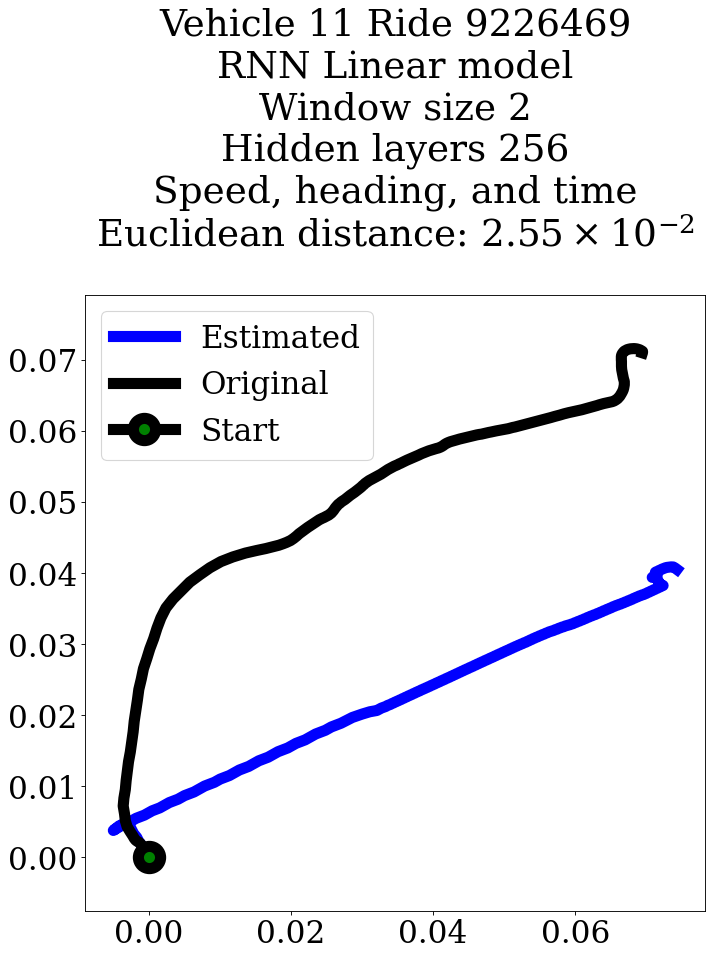 Vehicle 11 Ride 9226469
RNN Linear model
Window size 2
Hidden layers 256
Speed, heading, and time
Euclidean distance: 2.55 × 10⁻²
Estimated
Original
Start
0.07
0.06
0.05
0.04
0.03
0.02
0.01
0.00
0.00 0.02 0.04 0.06